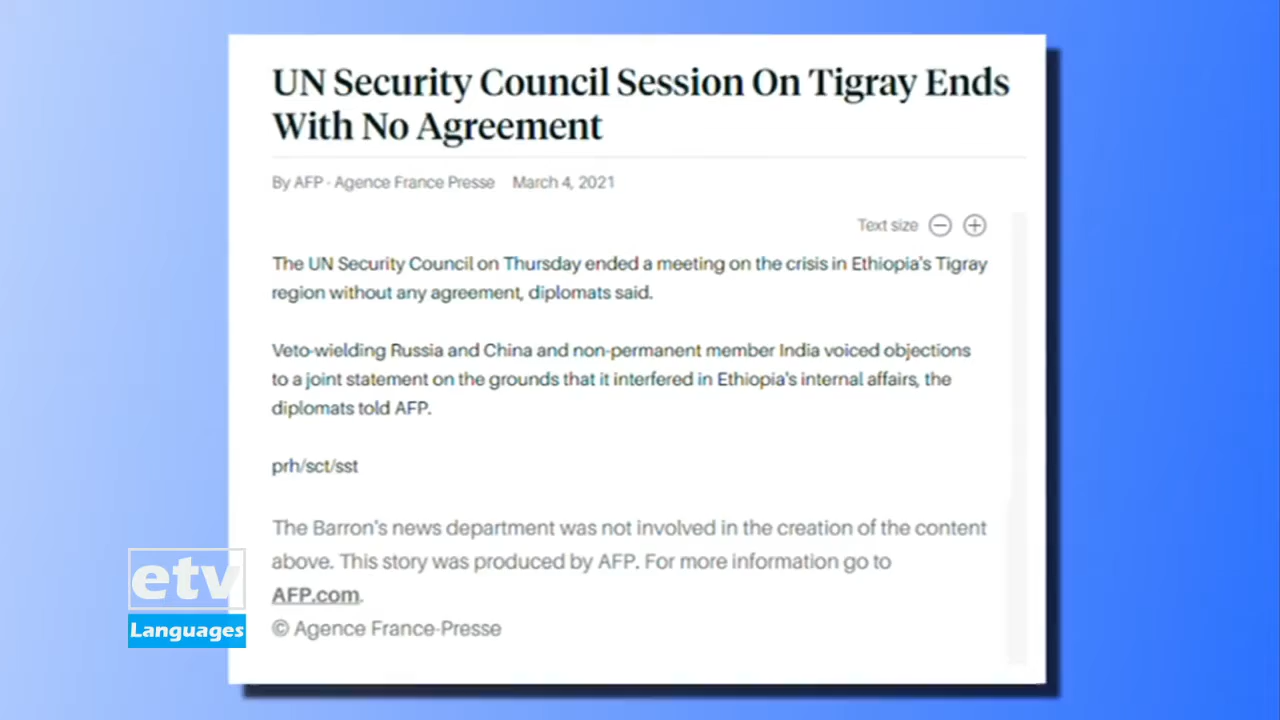 UN Security Council Session On Tigray Ends
With No Agreement
By AFP - Agence France Presse March 4, 2021
Text size
The UN Security Council on Thursday ended a meeting on the crisis in Ethiopia's Tigray
region without any agreement, diplomats said.
Veto-wielding Russia and China and non-permanent member India voiced objections
to a joint statement on the grounds that it interfered in Ethiopia's internal affairs, the
diplomats told AFP.
prh/sct/sst
The Barron's news department was not involved in the creation of the content
above. This story was produced by AFP. For more information go to
AFP.com.
© Agence France-Presse
etv
Languages